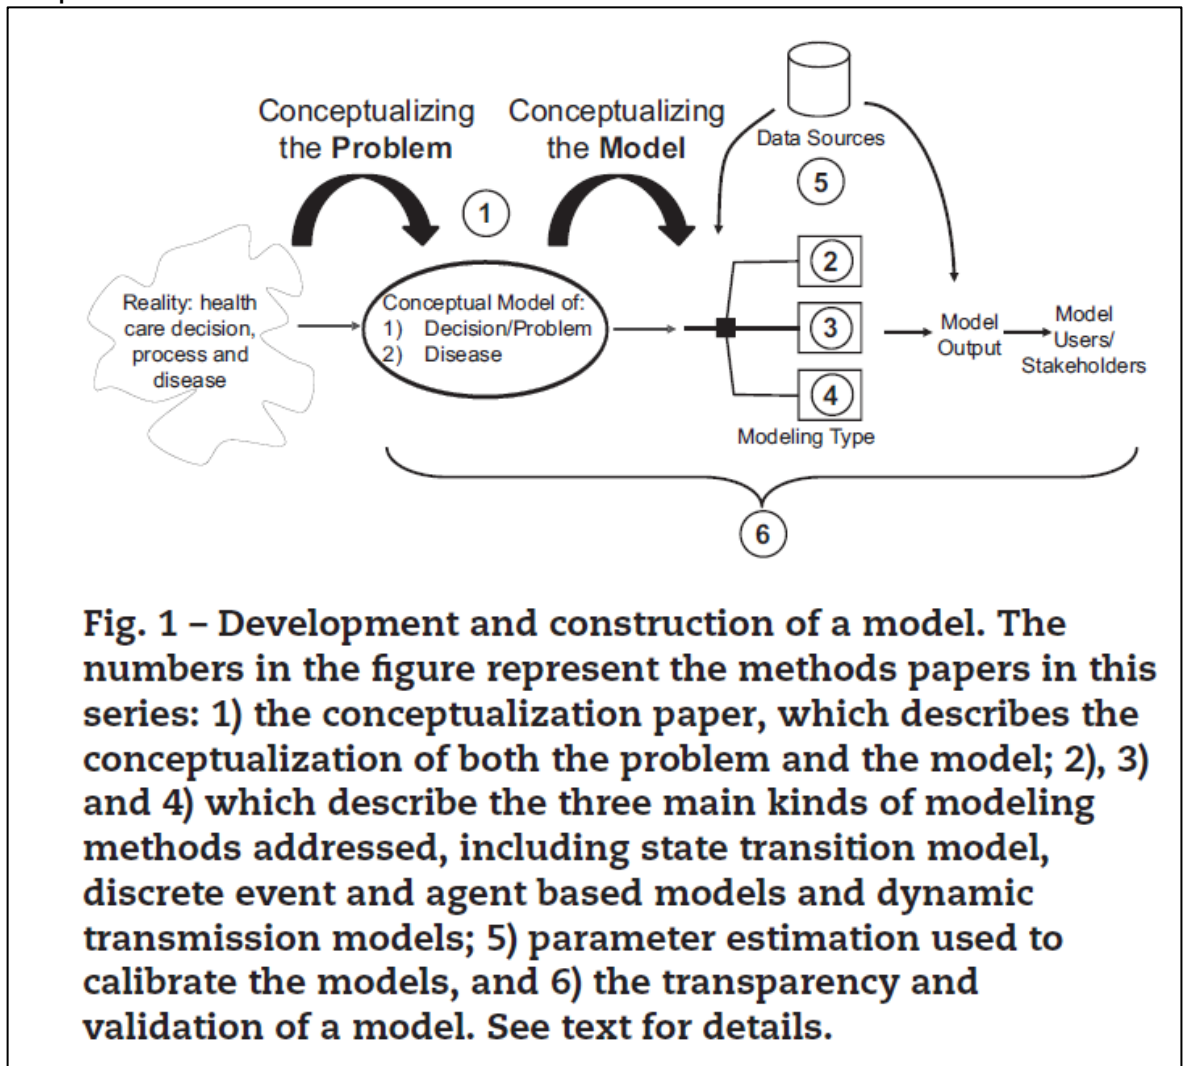 Conceptualizing
the Problem
Conceptualizing
the Model
Data Sources
5
1
2
Reality: health
care decision,
process and
disease
Conceptual Model of:
1) Decision/Problem
2) Disease
3
Model
Output
Model
Users/
Stakeholders
4
Modeling Type
6
Fig. 1 – Development and construction of a model. The
numbers in the figure represent the methods papers in this
series: 1) the conceptualization paper, which describes the
conceptualization of both the problem and the model; 2), 3)
and 4) which describe the three main kinds of modeling
methods addressed, including state transition model,
discrete event and agent based models and dynamic
transmission models; 5) parameter estimation used to
calibrate the models, and 6) the transparency and
validation of a model. See text for details.